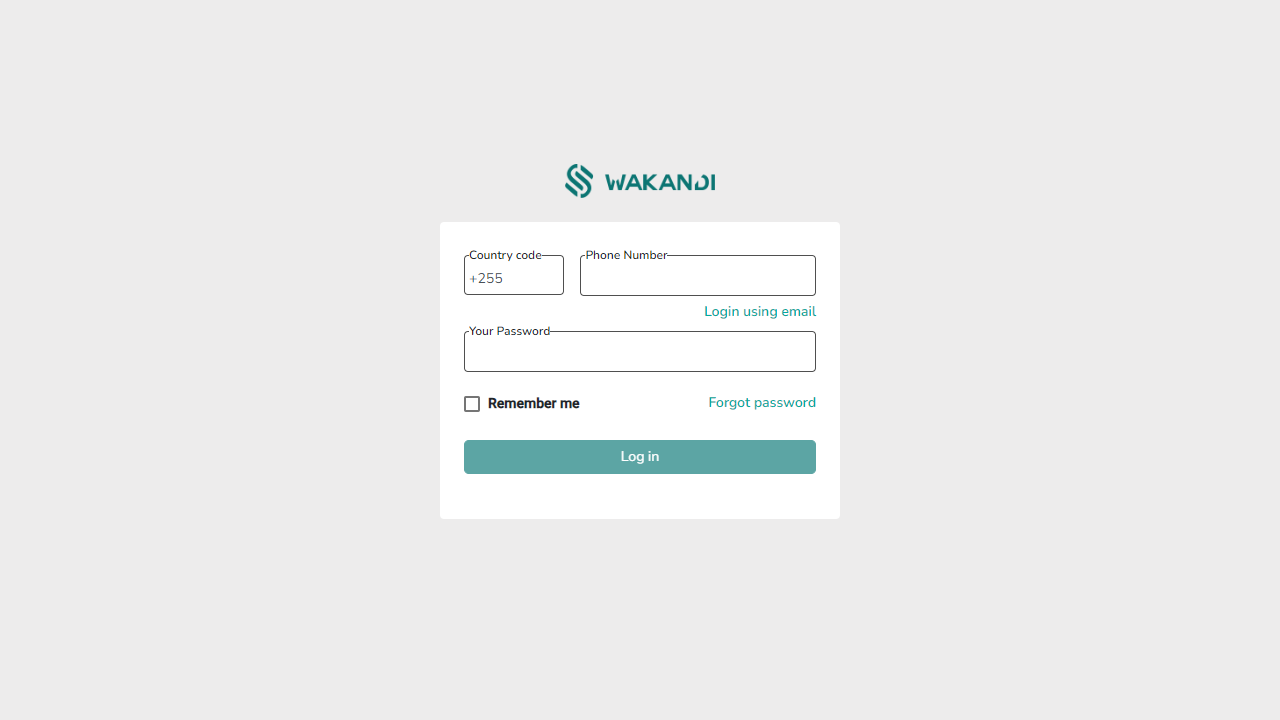 WAKANDI
Country code
Phone Number
+255
Login using email
Your Password
Remember me
Forgot password
Log in